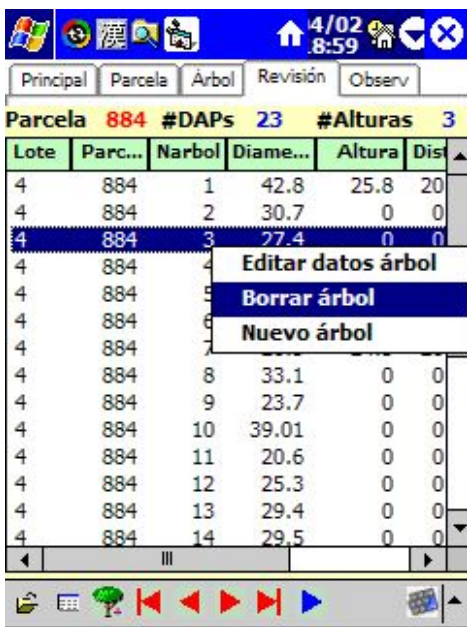 漢
4/02
8:59
Principal Parcela Árbol Revisión Observ
Parcela 884 #DAPs 23 #Alturas 3
Lote Parc... Narbol Diame... Altura Dist
4 884 1 42.8 25.8 20
4 884 2 30.7 0 0
4 884 3 27.4 0 0
4 884
Editar datos árbol
4 884
Borrar árbol
4 884
Nuevo árbol
4 884
4 884 8 33.1 0 0
4 884 9 23.7 0 0
4 884 10 39.01 0 0
4 884 11 20.6 0 0
4 884 12 25.3 0 0
4 884 13 29.4 0 0
4 884 14 29.5 0 0